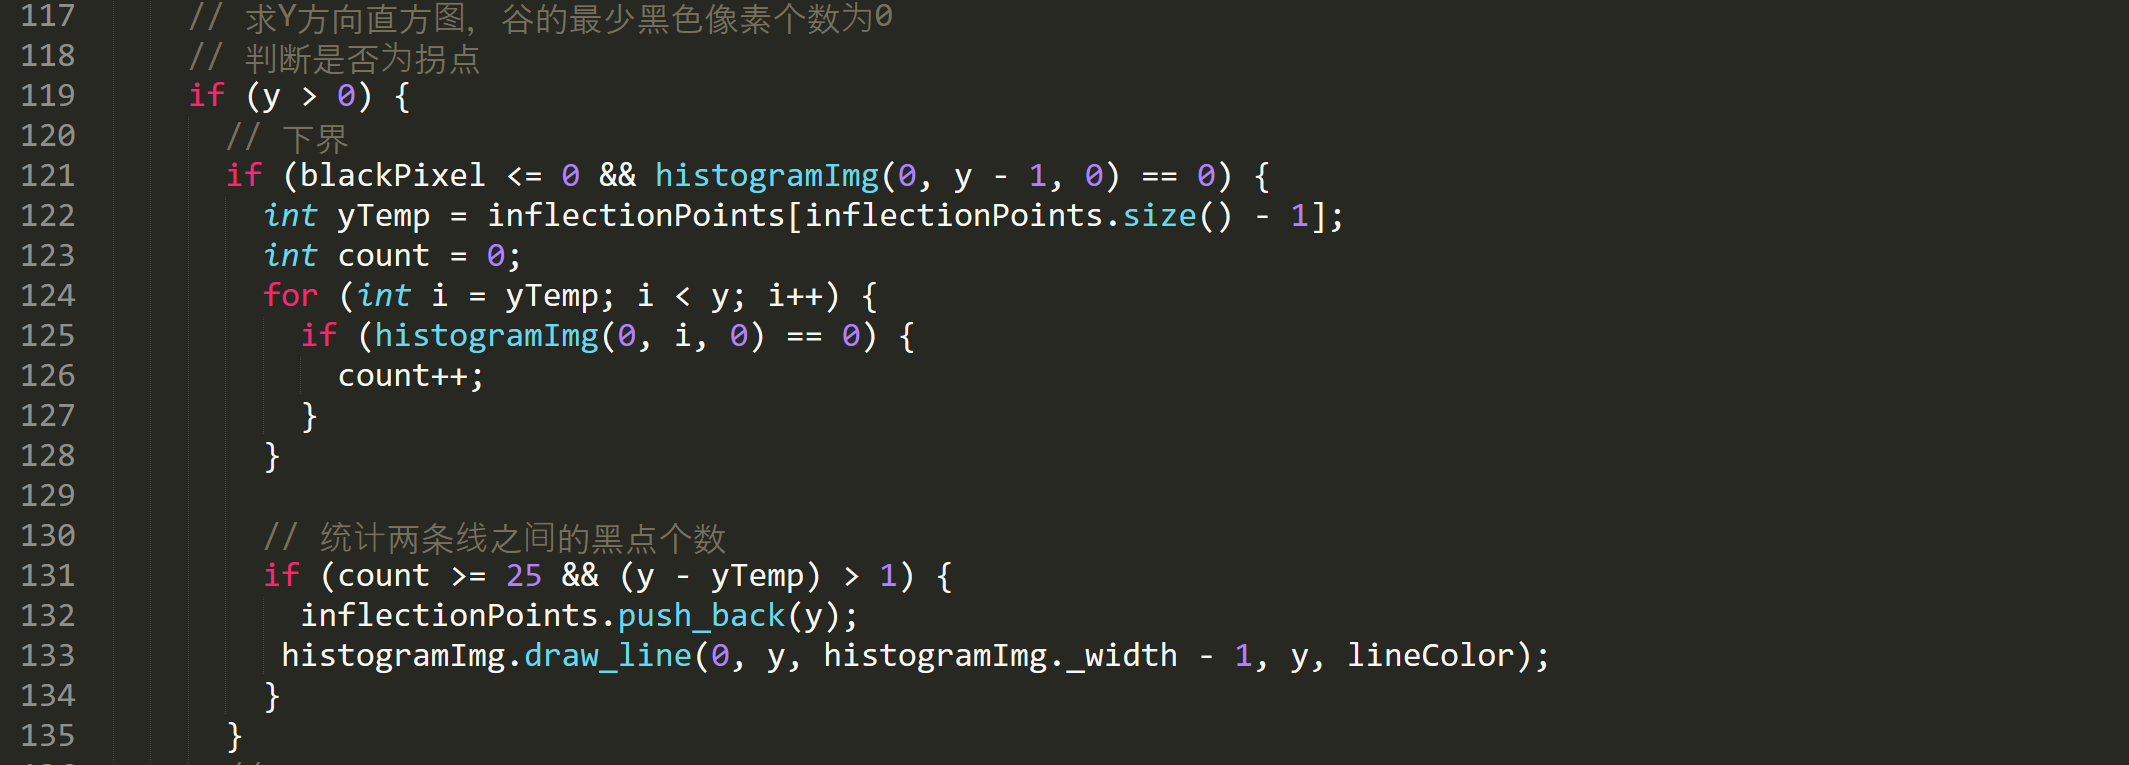 117 // 求Y方向直方图，谷的最少黑色像素个数为0
118 // 判断是否为拐点
119 if (y > 0) {
120 // 下界
121 if (blackPixel <= 0 && histogramImg(0, y - 1, 0) == 0) {
122 int yTemp = inflectionPoints[inflectionPoints.size() - 1];
123 int count = 0;
124 for (int i = yTemp; i < y; i++) {
125 if (histogramImg(0, i, 0) == 0) {
126 count++;
127 }
128 }
129
130 // 统计两条线之间的黑点个数
131 if (count >= 25 && (y - yTemp) > 1) {
132 inflectionPoints.push_back(y);
133 histogramImg.draw_line(0, y, histogramImg._width - 1, y, lineColor);
134 }
135 }